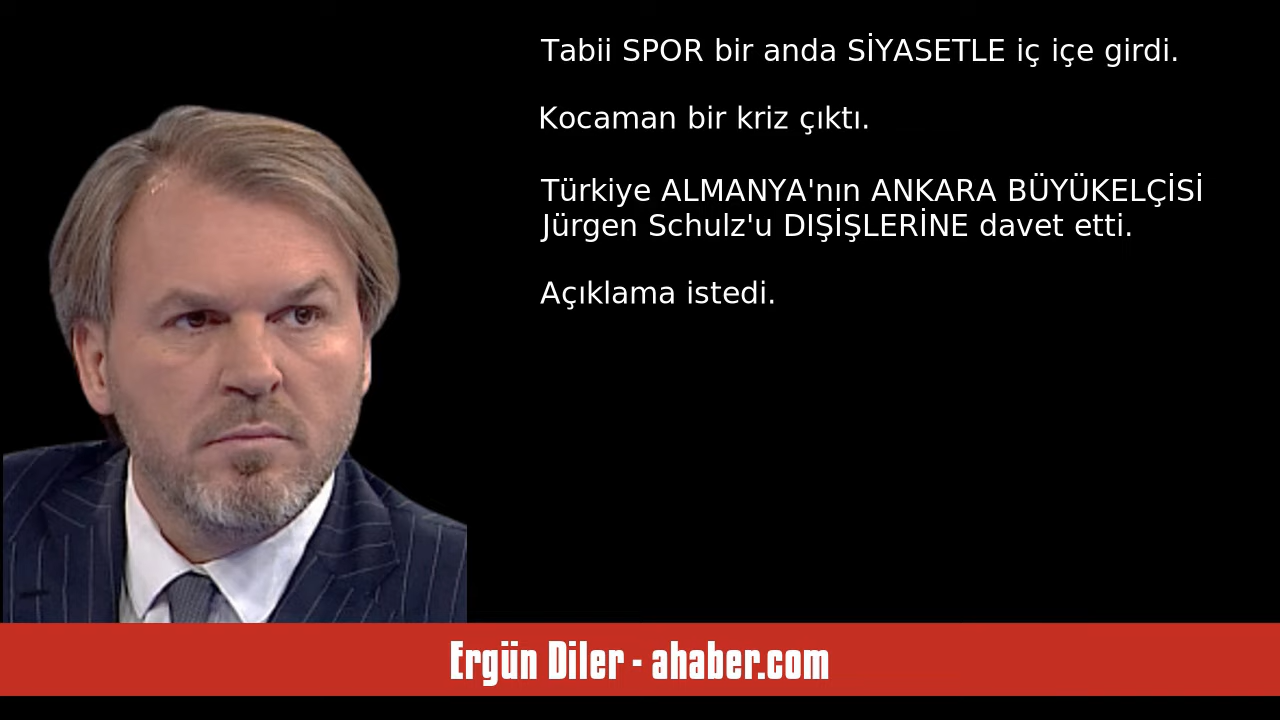 Tabii SPOR bir anda SİYASETLE iç içe girdi.
Kocaman bir kriz çıktı.
Türkiye ALMANYA'nın ANKARA BÜYÜKELÇİSİ
Jürgen Schulz'u DIŞİŞLERİNE davet etti.
Açıklama istedi.
Ergün Diler - ahaber.com